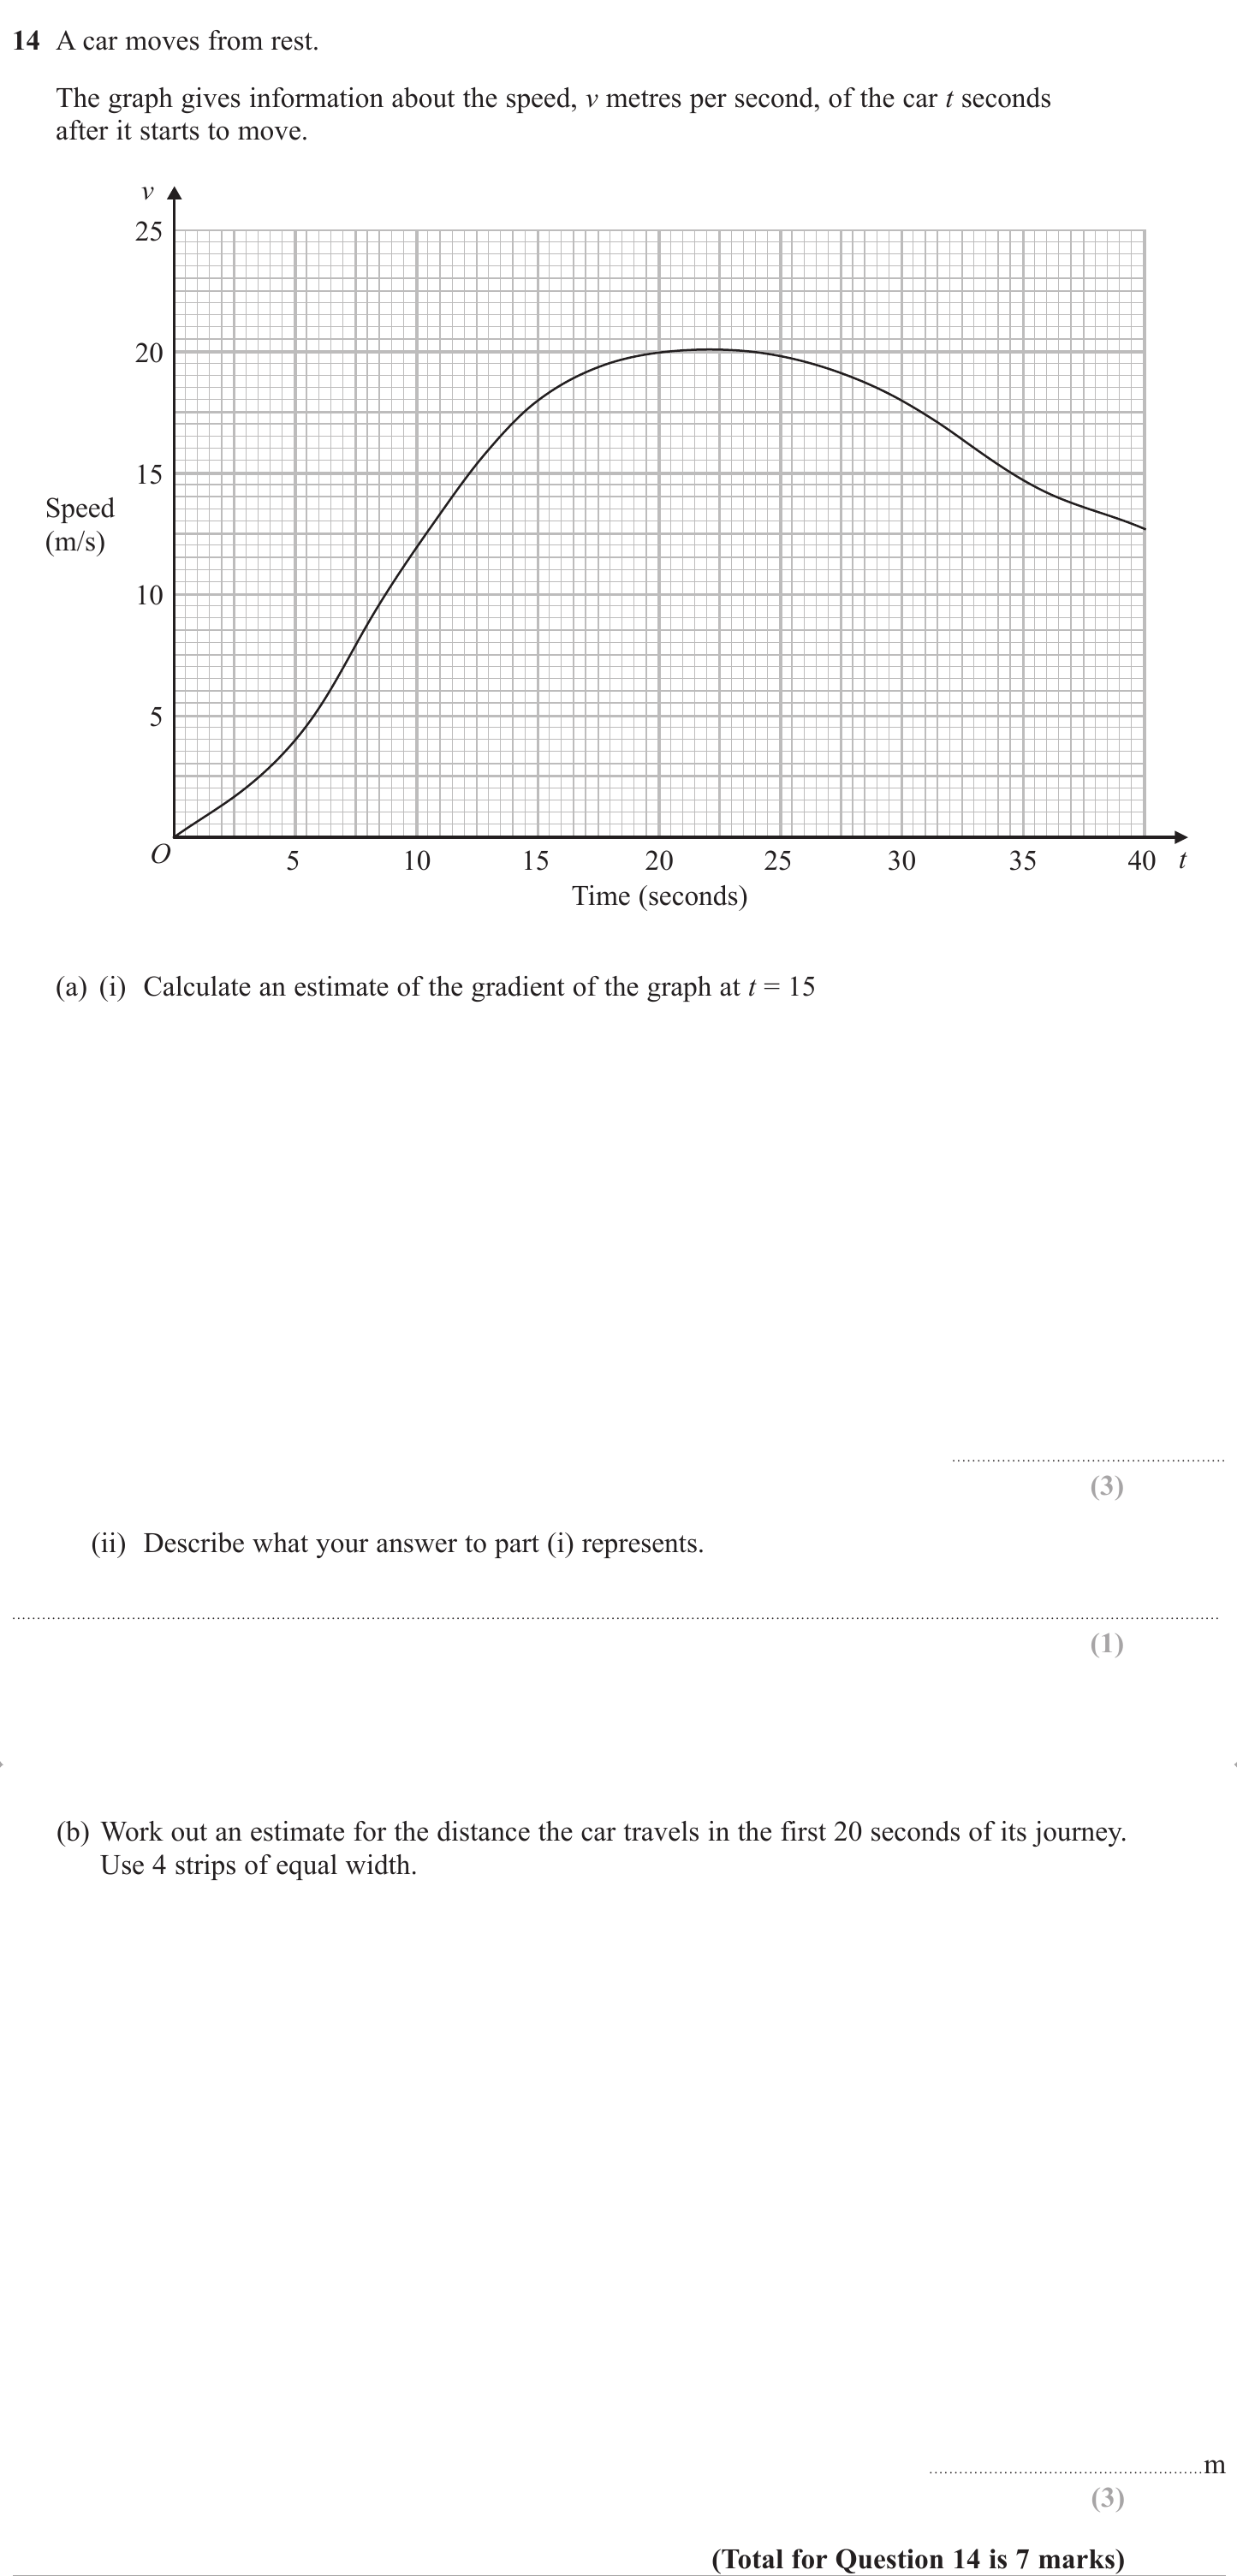 14 A car moves from rest.
The graph gives information about the speed, v metres per second, of the car t seconds
after it starts to move.
v
25
20
15
Speed
(m/s)
10
5
O
5 10 15 20 25 30 35 40 t
Time (seconds)
(a) (i) Calculate an estimate of the gradient of the graph at t = 15
(3)
(ii) Describe what your answer to part (i) represents.
(1)
(b) Work out an estimate for the distance the car travels in the first 20 seconds of its journey.
Use 4 strips of equal width.
m
(3)
(Total for Question 14 is 7 marks)